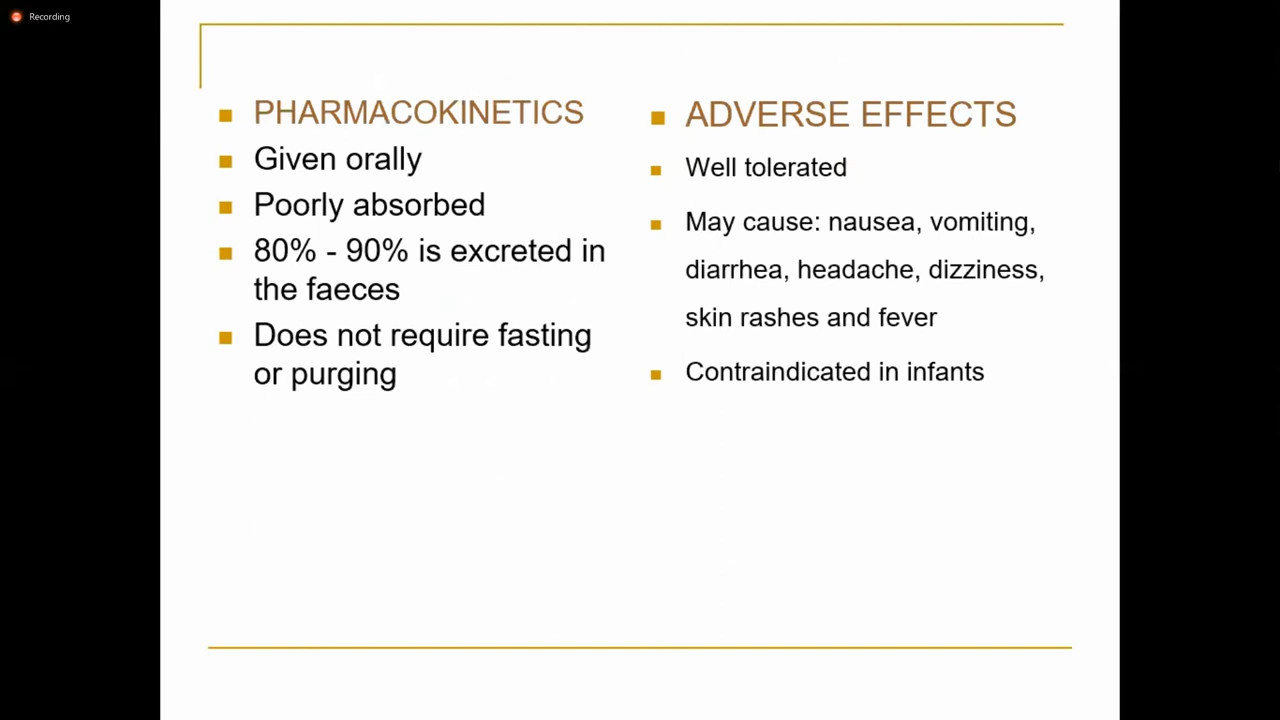 Recording
PHARMACOKINETICS
Given orally
Poorly absorbed
80% - 90% is excreted in
the faeces
Does not require fasting
or purging
ADVERSE EFFECTS
Well tolerated
May cause: nausea, vomiting,
diarrhea, headache, dizziness,
skin rashes and fever
Contraindicated in infants